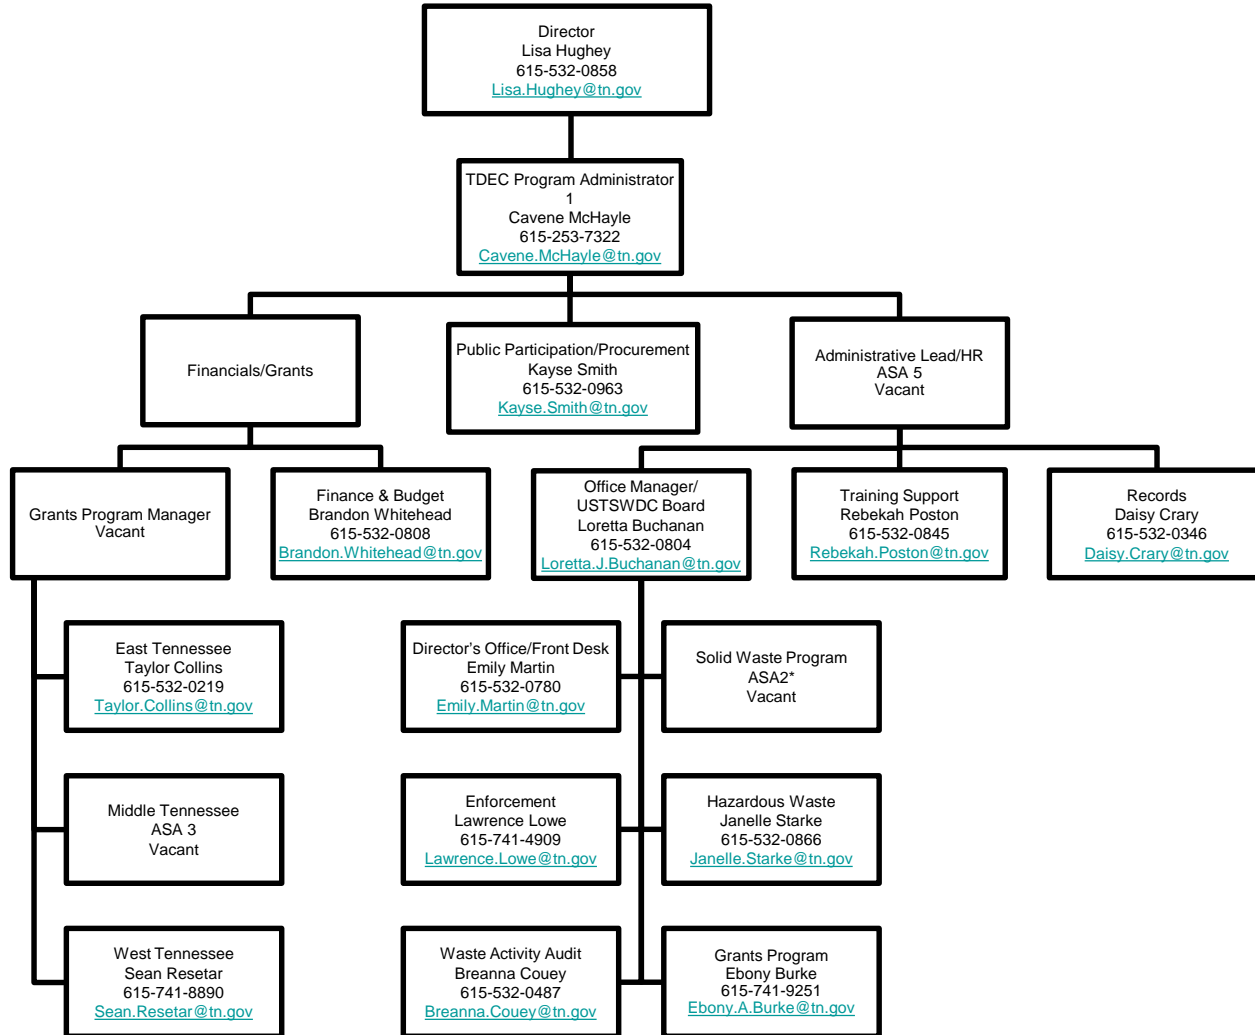 Director
Lisa Hughey
615-532-0858
Lisa.Hughey@tn.gov
TDEC Program Administrator
1
Cavene McHayle
615-253-7322
Cavene.McHayle@tn.gov
Financials/Grants
Public Participation/Procurement
Kayse Smith
615-532-0963
Kayse.Smith@tn.gov
Administrative Lead/HR
ASA 5
Vacant
Grants Program Manager
Vacant
Finance & Budget
Brandon Whitehead
615-532-0808
Brandon.Whitehead@tn.gov
Office Manager/
USTSWDC Board
Loretta Buchanan
615-532-0804
Loretta.J.Buchanan@tn.gov
Training Support
Rebekah Poston
615-532-0845
Rebekah.Poston@tn.gov
Records
Daisy Crary
615-532-0346
Daisy.Crary@tn.gov
East Tennessee
Taylor Collins
615-532-0219
Taylor.Collins@tn.gov
Director’s Office/Front Desk
Emily Martin
615-532-0780
Emily.Martin@tn.gov
Solid Waste Program
ASA2*
Vacant
Middle Tennessee
ASA 3
Vacant
Enforcement
Lawrence Lowe
615-741-4909
Lawrence.Lowe@tn.gov
Hazardous Waste
Janelle Starke
615-532-0866
Janelle.Starke@tn.gov
West Tennessee
Sean Resetar
615-741-8890
Sean.Resetar@tn.gov
Waste Activity Audit
Breanna Couey
615-532-0487
Breanna.Couey@tn.gov
Grants Program
Ebony Burke
615-741-9251
Ebony.A.Burke@tn.gov